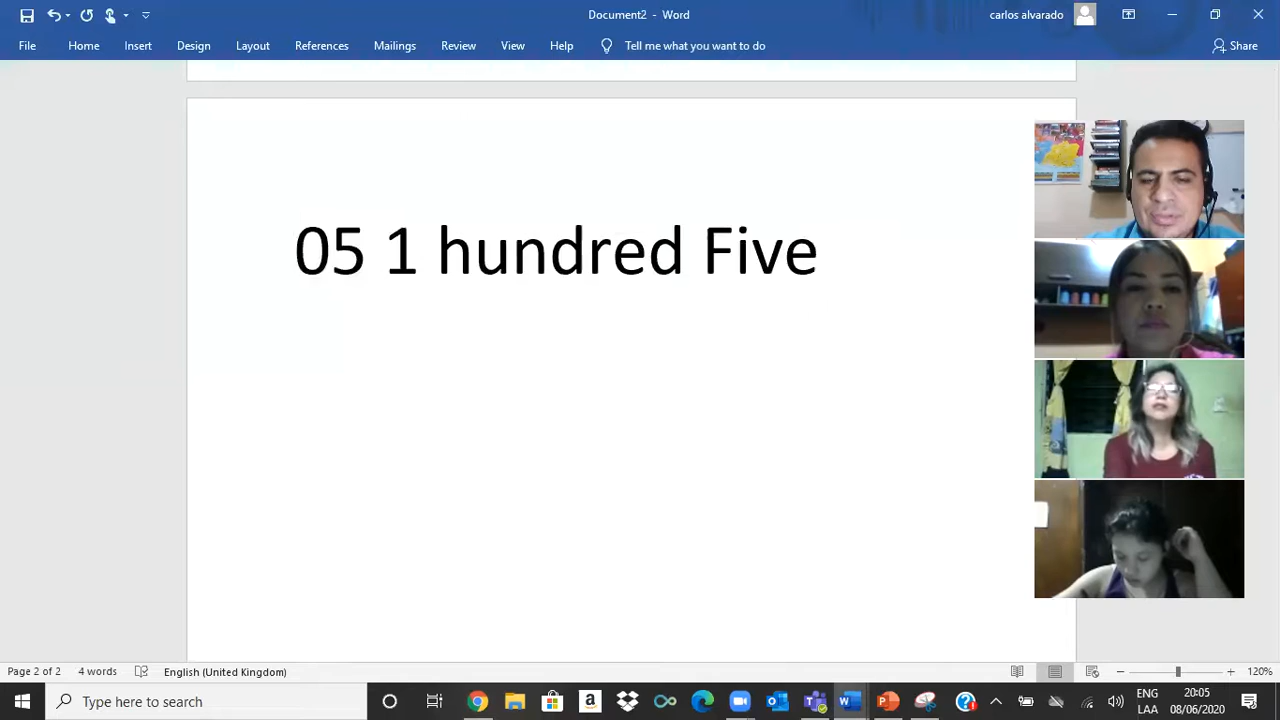 Document2 - Word
carlos alvarado
File Home Insert Design Layout References Mailings Review View Help Tell me what you want to do Share
05 1 hundred Five
Page 2 of 2 4 words English (United Kingdom) 120%
Type here to search
ENG 20:05
LAA 08/06/2020